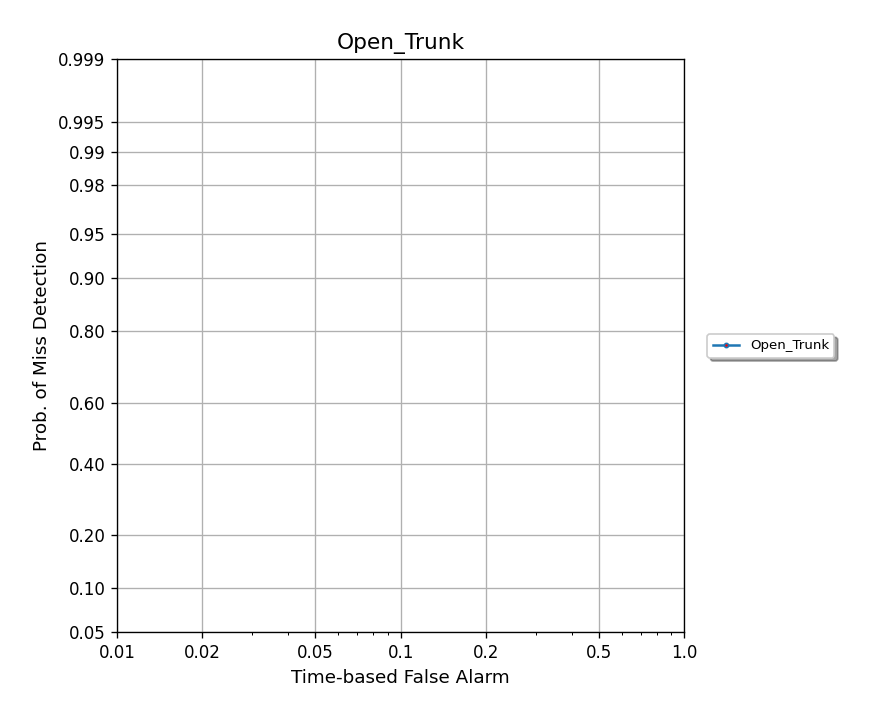 Open_Trunk
0.999
0.995
0.99
0.98
0.95
0.90
0.80
0.60
0.40
0.20
0.10
0.05
Prob. of Miss Detection
0.01 0.02 0.05 0.1 0.2 0.5 1.0
Time-based False Alarm
Open_Trunk